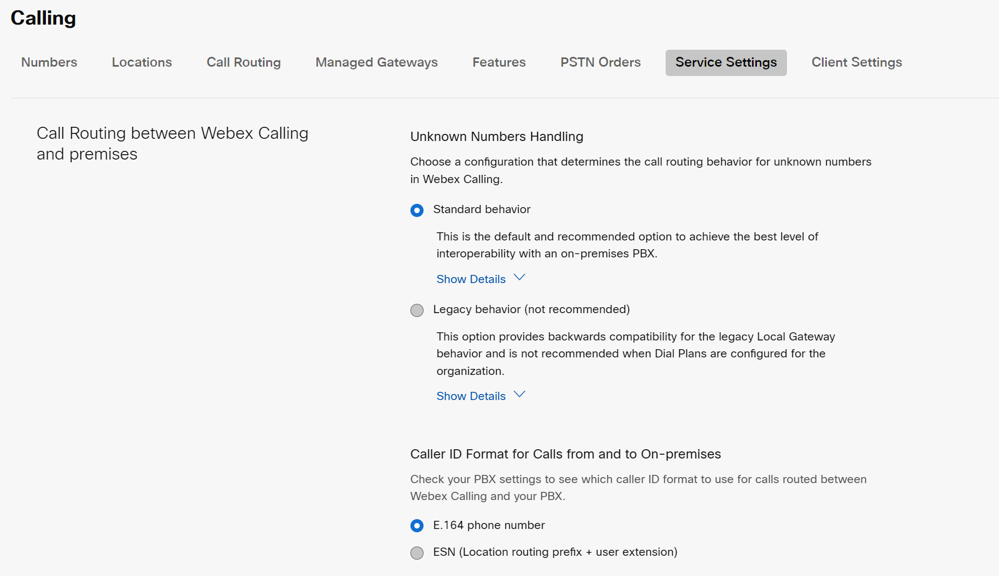 Calling
Numbers Locations Call Routing Managed Gateways Features PSTN Orders Service Settings Client Settings
Call Routing between Webex Calling
and premises
Unknown Numbers Handling
Choose a configuration that determines the call routing behavior for unknown numbers
in Webex Calling.
Standard behavior
This is the default and recommended option to achieve the best level of
interoperability with an on-premises PBX.
Show Details
Legacy behavior (not recommended)
This option provides backwards compatibility for the legacy Local Gateway
behavior and is not recommended when Dial Plans are configured for the
organization.
Show Details
Caller ID Format for Calls from and to On-premises
Check your PBX settings to see which caller ID format to use for calls routed between
Webex Calling and your PBX.
E.164 phone number
ESN (Location routing prefix + user extension)